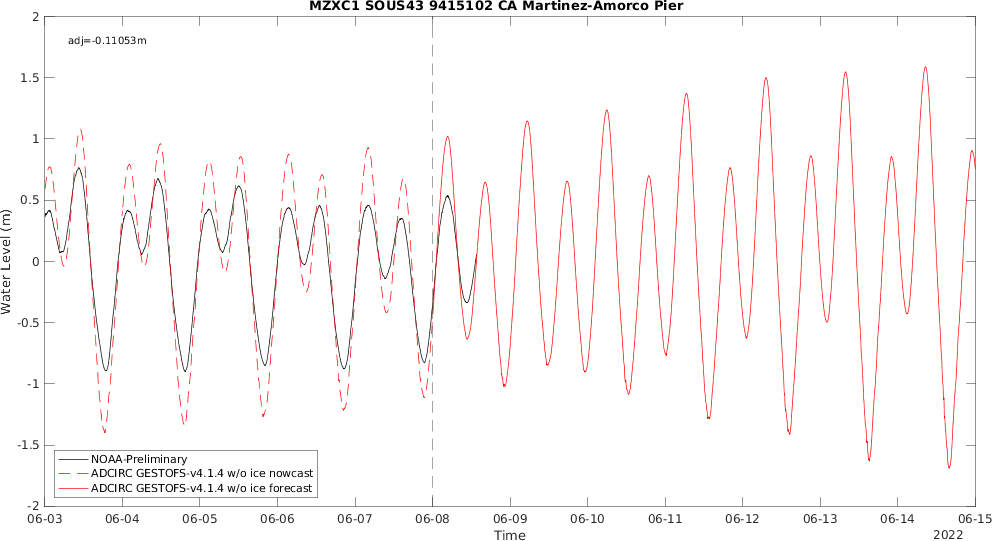 MZXC1 SOUS43 9415102 CA Martinez-Amorco Pier
adj=-0.11053m
2
1.5
1
0.5
0
-0.5
-1
-1.5
-2
Water Level (m)
NOAA-Preliminary
ADCIRC GESTOFS-v4.1.4 w/o ice nowcast
ADCIRC GESTOFS-v4.1.4 w/o ice forecast
06-03 06-04 06-05 06-06 06-07 06-08 06-09 06-10 06-11 06-12 06-13 06-14 06-15
Time
2022